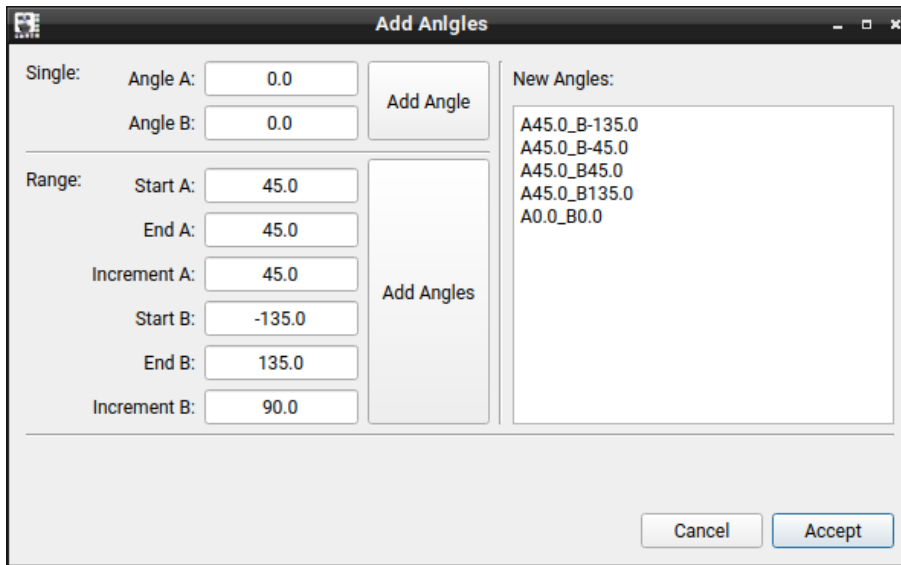 Add Anlgles
Single:
Angle A: 0.0
Angle B: 0.0
Add Angle
Range:
Start A: 45.0
End A: 45.0
Increment A: 45.0
Start B: -135.0
End B: 135.0
Increment B: 90.0
Add Angles
New Angles:
A45.0_B-135.0
A45.0_B-45.0
A45.0_B45.0
A45.0_B135.0
A0.0_B0.0
Cancel
Accept